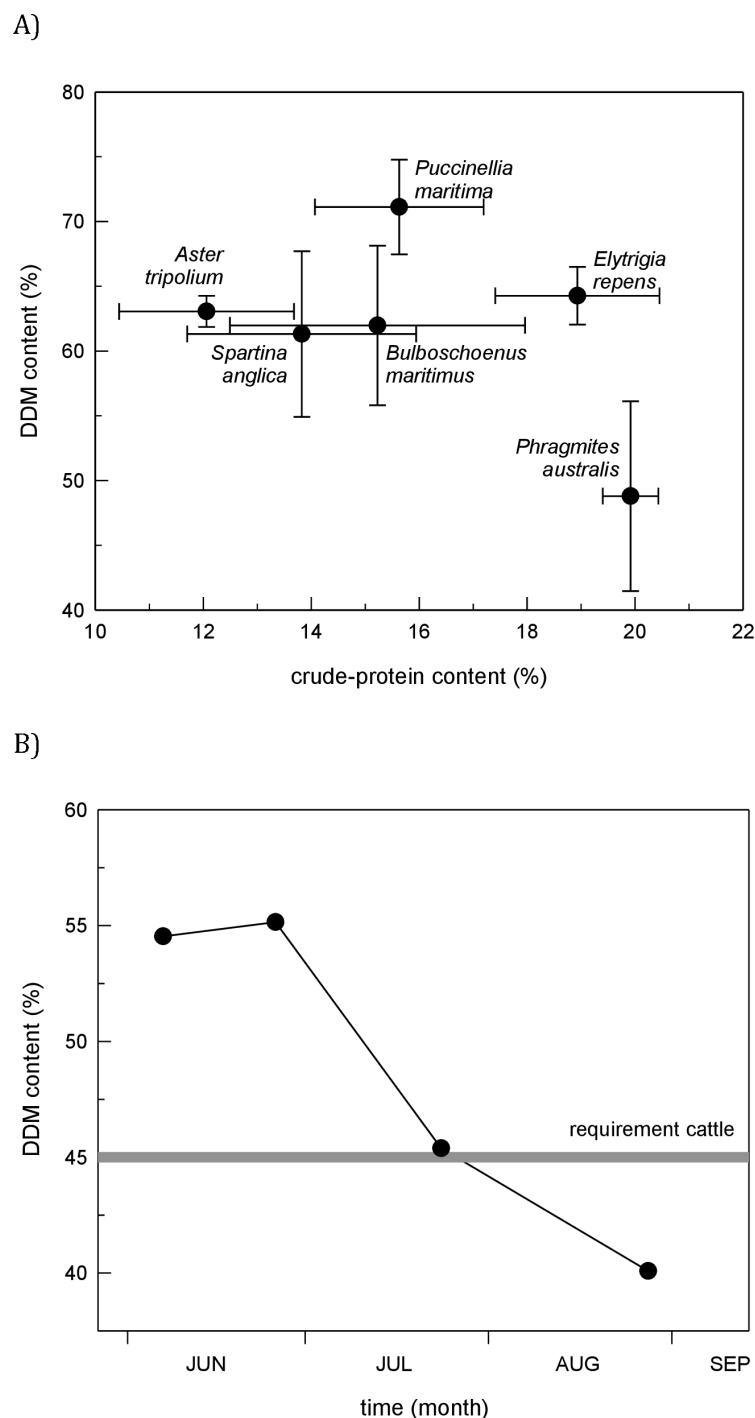 A)
80
70
60
50
40
DDM content (%)
Puccinellia
maritima
Aster
tripolium
Elytrigia
repens
Spartina
anglica
Bulboschoenus
maritimus
Phragmites
australis
10 12 14 16 18 20 22
crude-protein content (%)
B)
60
55
50
45
40
DDM content (%)
requirement cattle
JUN JUL AUG SEP
time (month)